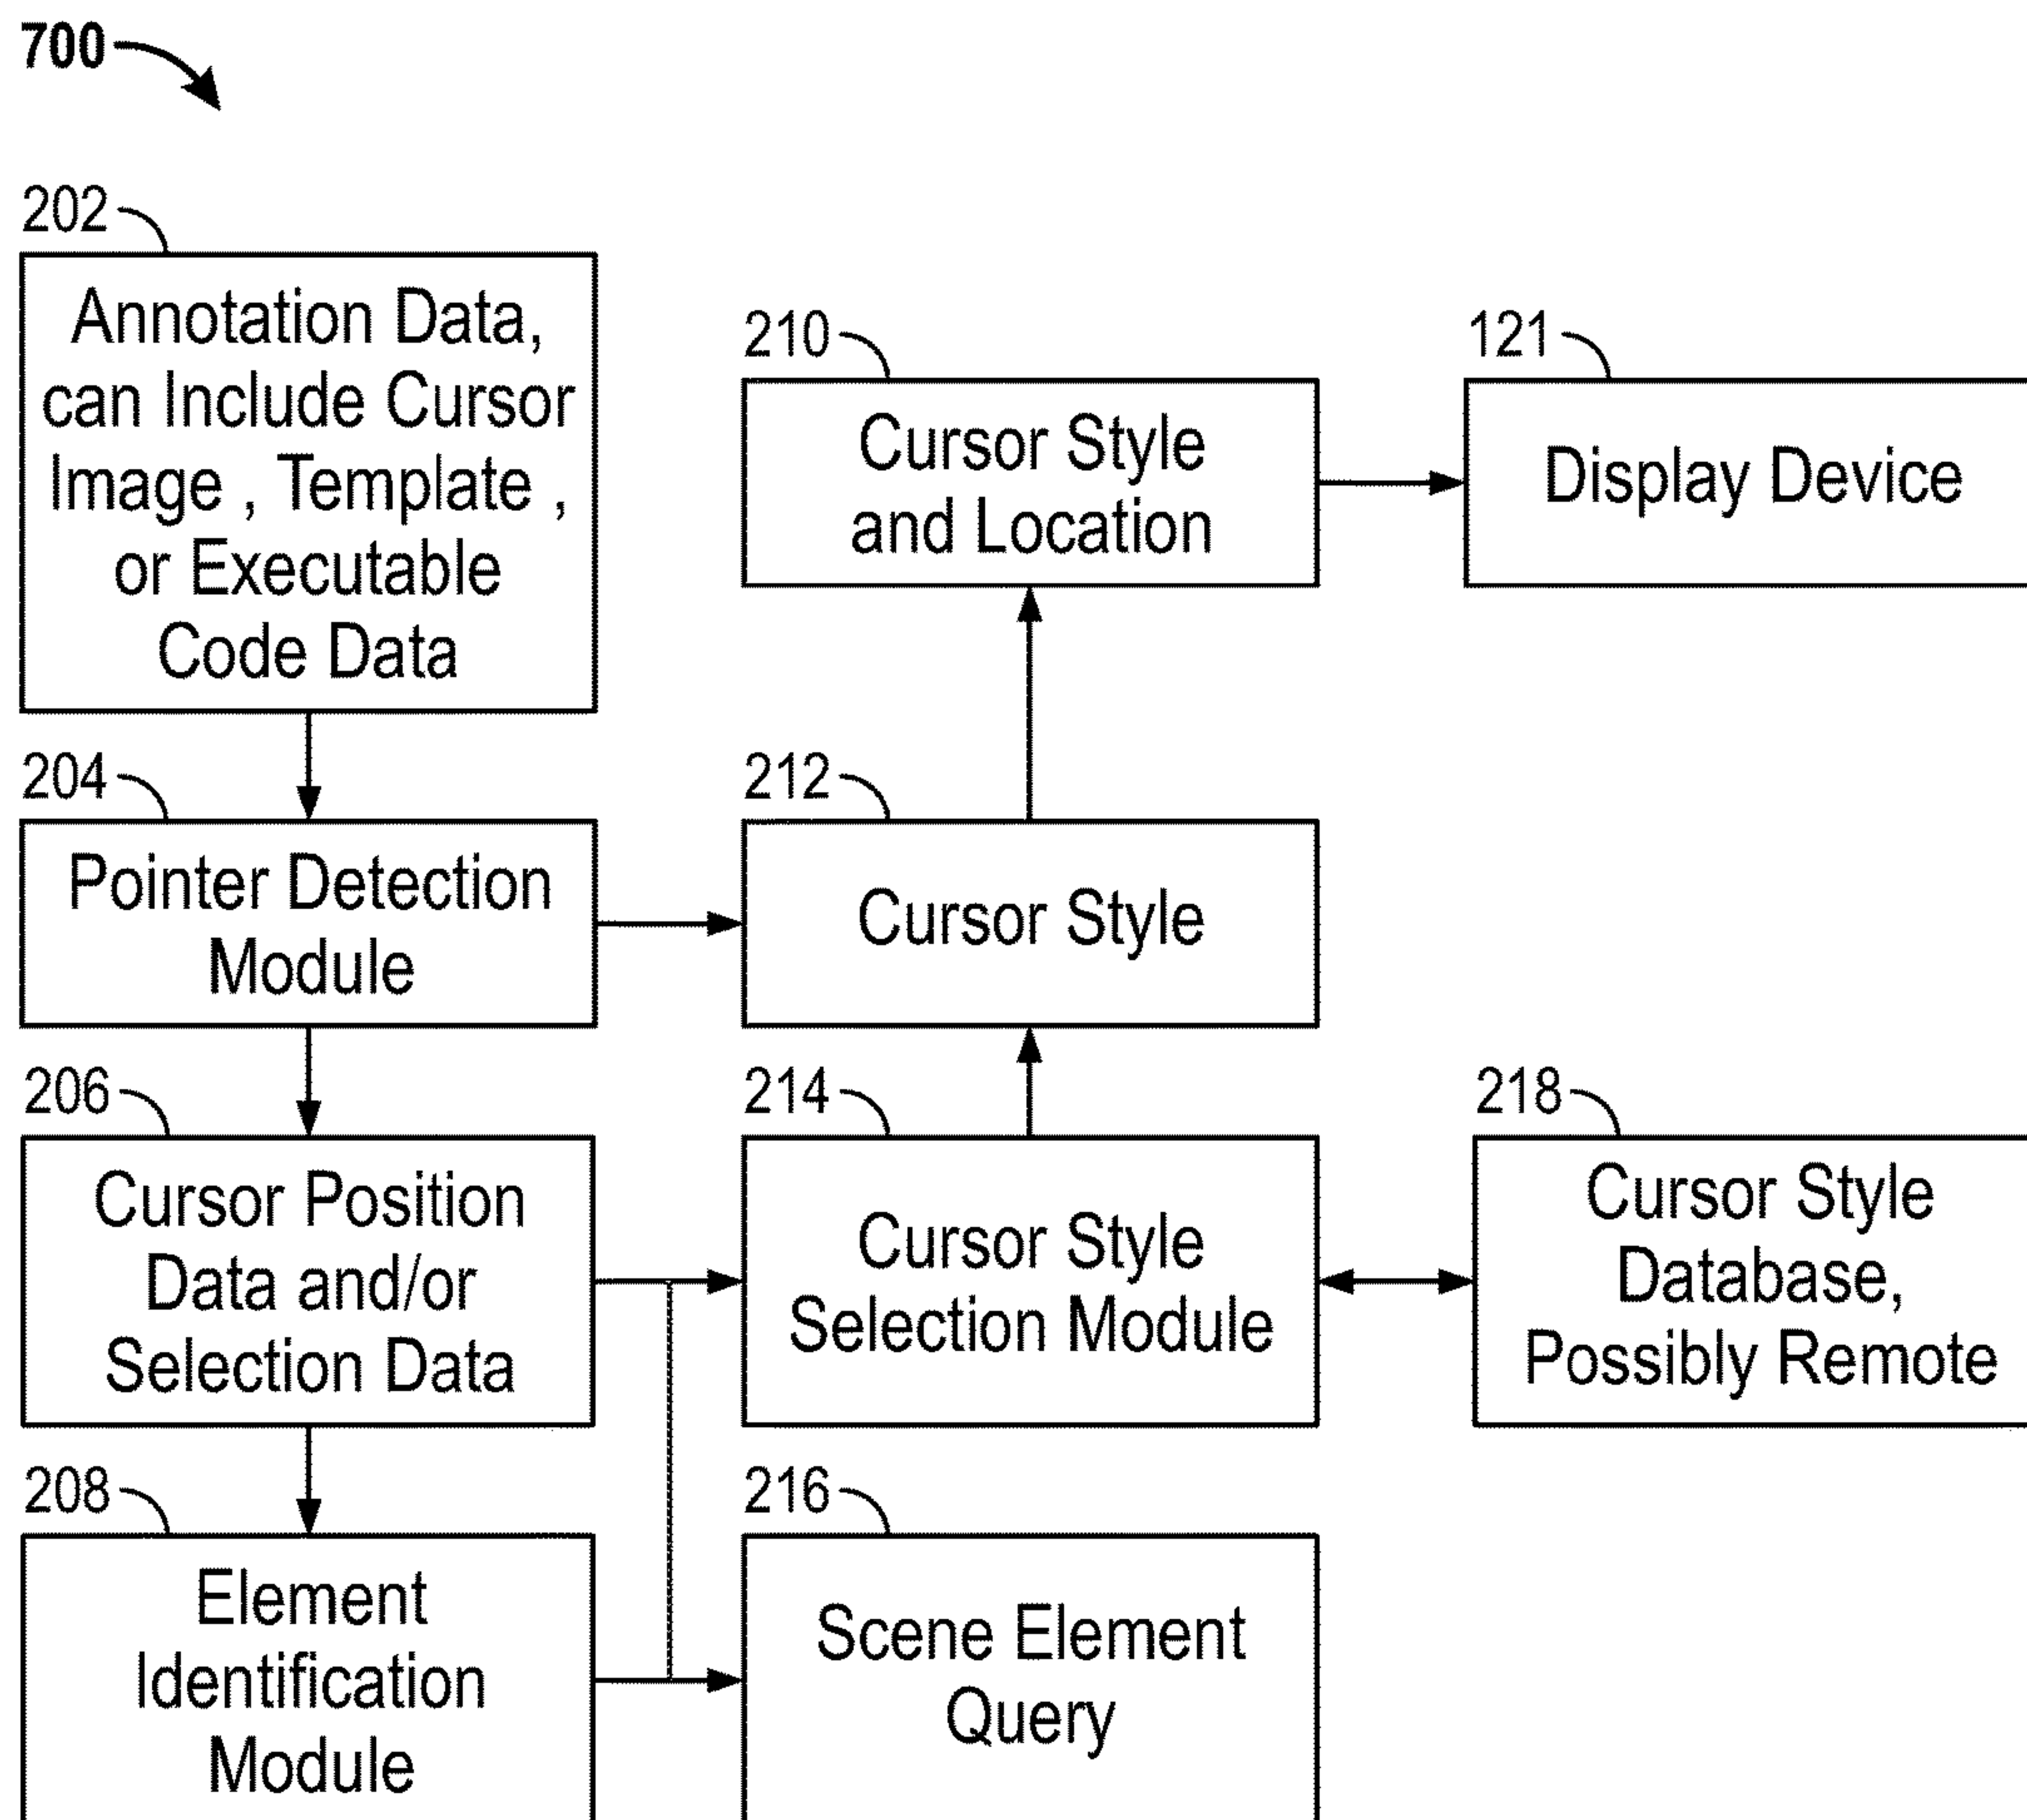 700
202
Annotation Data,
can Include Cursor
Image , Template ,
or Executable
Code Data
210
Cursor Style
and Location
121
Display Device
204
Pointer Detection
Module
212
Cursor Style
206
Cursor Position
Data and/or
Selection Data
214
Cursor Style
Selection Module
218
Cursor Style
Database,
Possibly Remote
208
Element
Identification
Module
216
Scene Element
Query